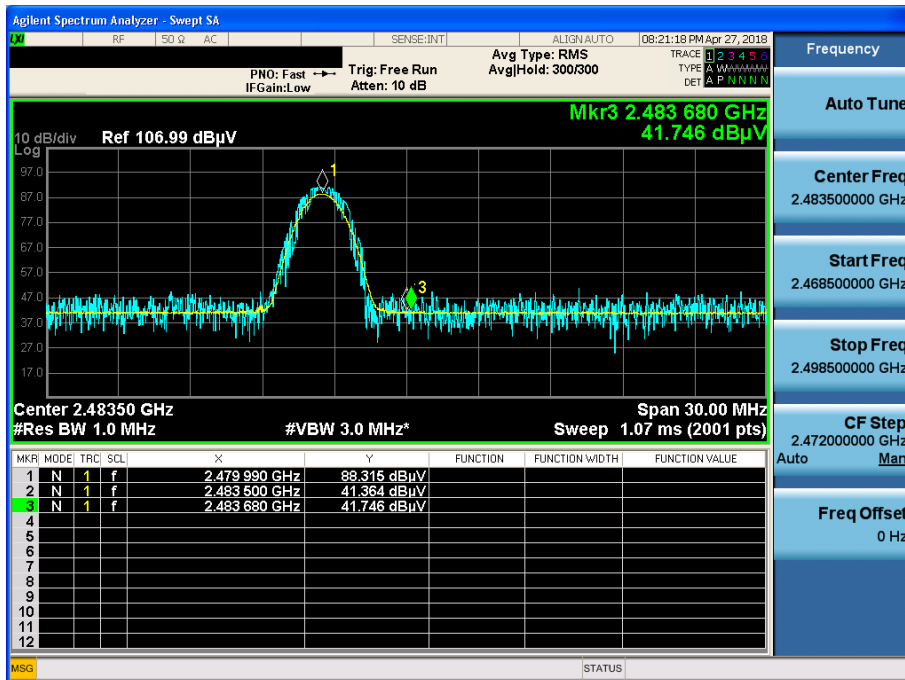 Agilent Spectrum Analyzer - Swept SA
LXI RF 50 Ω AC SENSE:INT ALIGN AUTO 08:21:18 PM Apr 27, 2018
PNO: Fast Trig: Free Run Avg Type: RMS TRACE 1 2 3 4 5 6
IFGain:Low Atten: 10 dB Avg|Hold: 300/300 TYPE A WWWWW
DET A P N N N N
Mkr3 2.483 680 GHz
41.746 dBµV
10 dB/div Ref 106.99 dBµV
Log
97.0
87.0
77.0
67.0
57.0
47.0
37.0
27.0
17.0
1
3
Center 2.48350 GHz Span 30.00 MHz
#Res BW 1.0 MHz #VBW 3.0 MHz* Sweep 1.07 ms (2001 pts)
MKR MODE TRC SCL X Y FUNCTION FUNCTION WIDTH FUNCTION VALUE
1 N 1 f 2.479 990 GHz 88.315 dBµV
2 N 1 f 2.483 500 GHz 41.364 dBµV
3 N 1 f 2.483 680 GHz 41.746 dBµV
4
5
6
7
8
9
10
11
12
MSG STATUS
Frequency
Auto Tune
Center Freq
2.483500000 GHz
Start Freq
2.468500000 GHz
Stop Freq
2.498500000 GHz
CF Step
2.472000000 GHz
Auto Man
Freq Offset
0 Hz